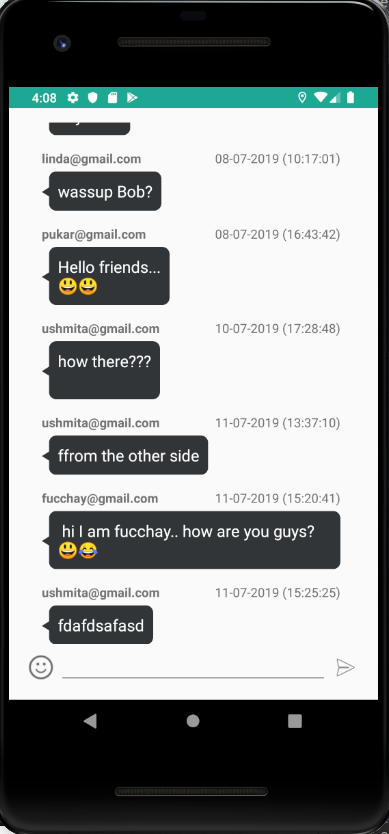 4:08
linda@gmail.com 08-07-2019 (10:17:01)
wassup Bob?
pukar@gmail.com 08-07-2019 (16:43:42)
Hello friends...
😃😃
ushmita@gmail.com 10-07-2019 (17:28:48)
how there???
ushmita@gmail.com 11-07-2019 (13:37:10)
ffrom the other side
fucchay@gmail.com 11-07-2019 (15:20:41)
hi I am fucchay.. how are you guys?
😃😂
ushmita@gmail.com 11-07-2019 (15:25:25)
fdafdsafasd